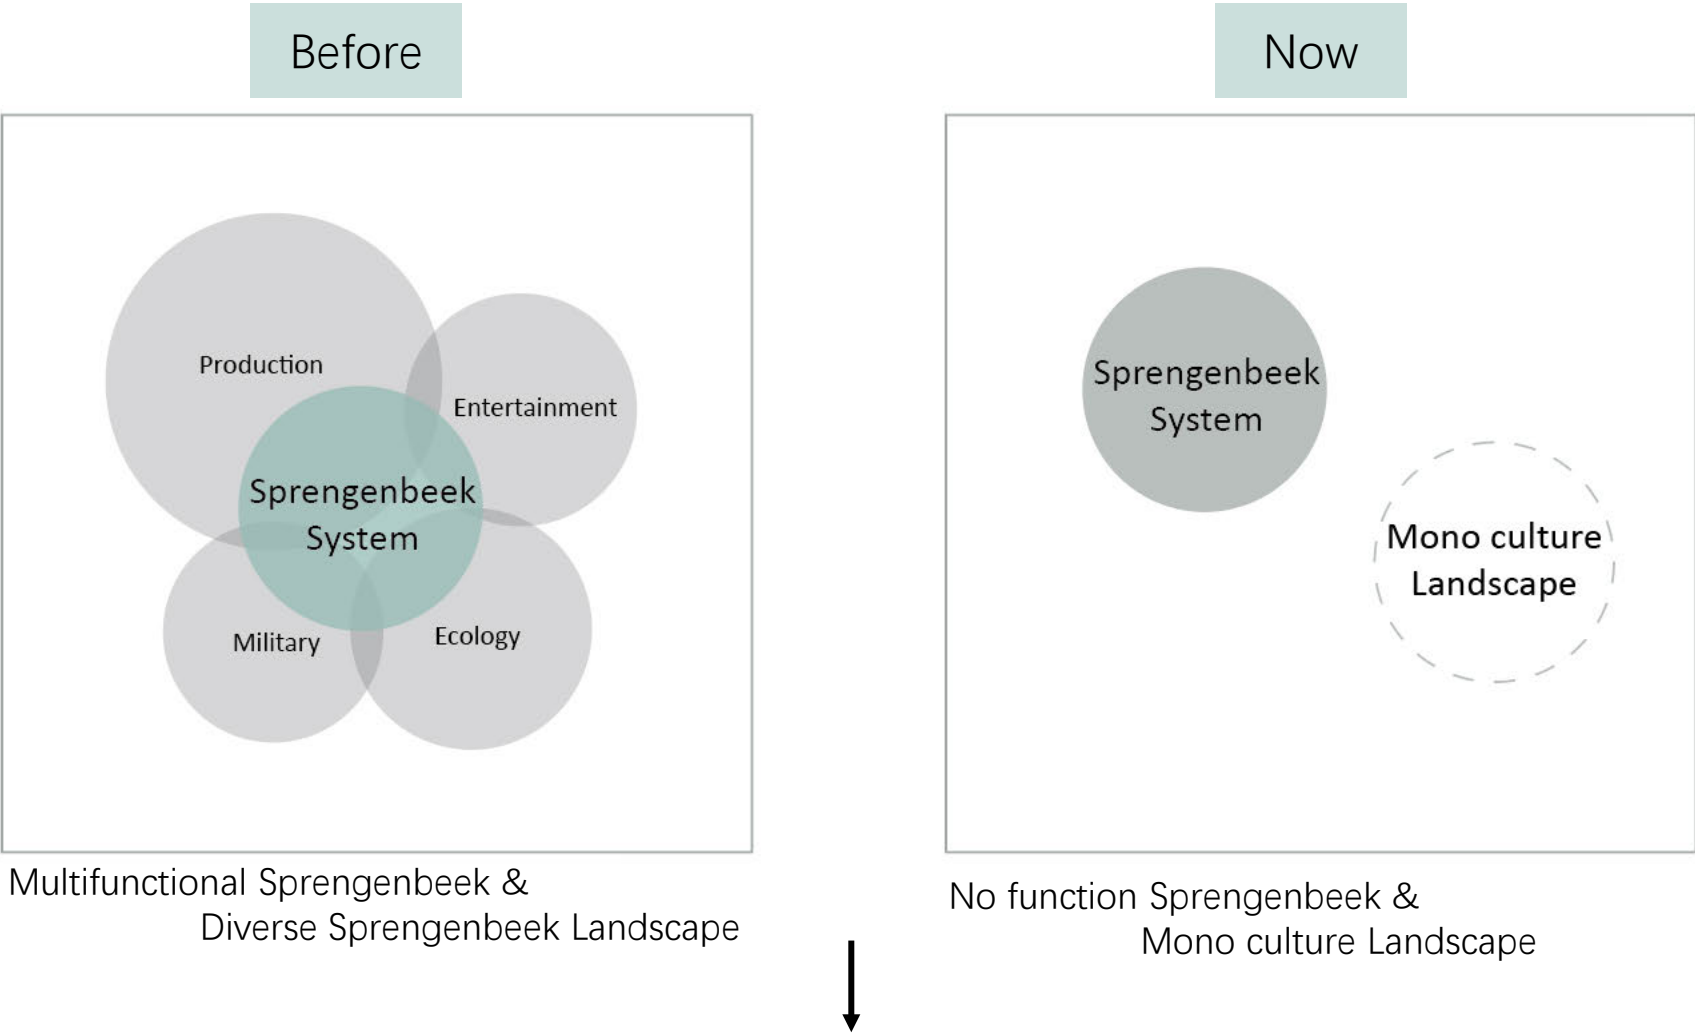 Before
Production
Entertainment
Sprengenbeek
System
Military
Ecology
Multifunctional Sprengenbeek &
Diverse Sprengenbeek Landscape
Now
Sprengenbeek
System
Mono culture
Landscape
No function Sprengenbeek &
Mono culture Landscape